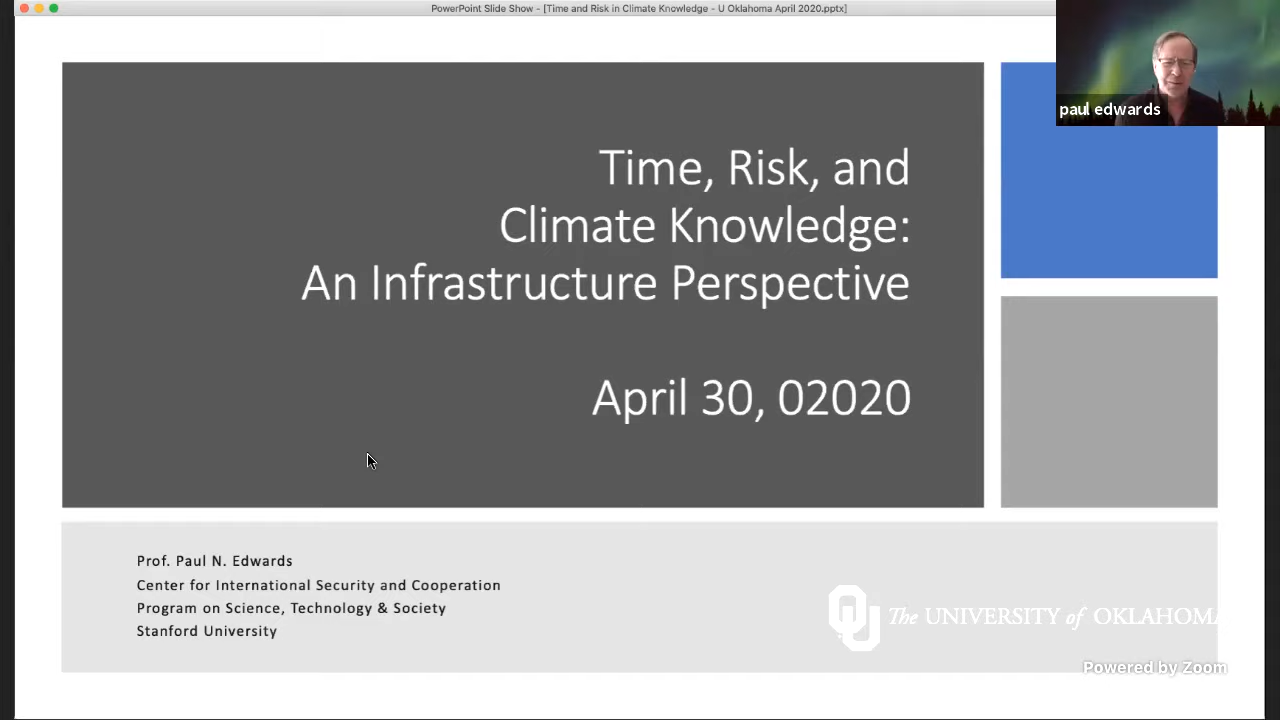 PowerPoint Slide Show - [Time and Risk in Climate Knowledge - U Oklahoma April 2020.pptx]
paul edwards
Time, Risk, and
Climate Knowledge:
An Infrastructure Perspective
April 30, 02020
Prof. Paul N. Edwards
Center for International Security and Cooperation
Program on Science, Technology & Society
Stanford University
OU The UNIVERSITY of OKLAHOMA
Powered by Zoom